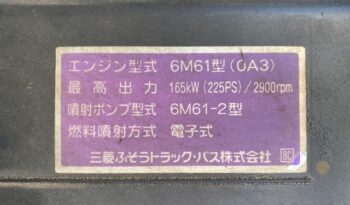 エンジン型式 6M61型(0A3)
最高出力 165kW(225PS)/2900rpm
噴射ポンプ型式 6M61-2型
燃料噴射方式 電子式
三菱ふそうトラック・バス株式会社